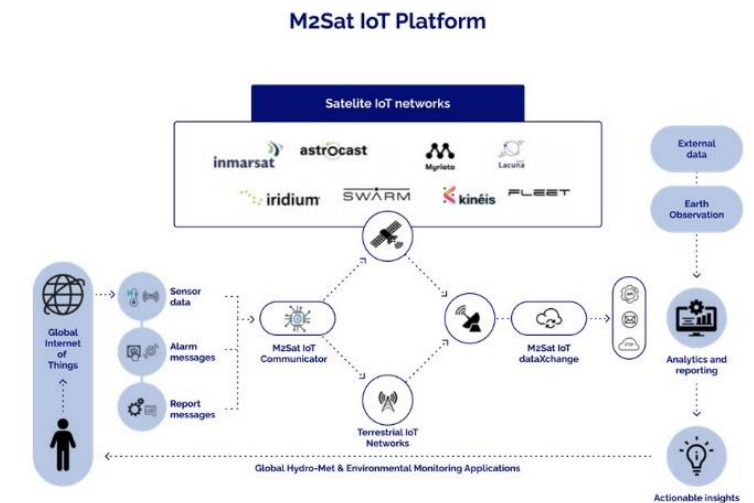 M2Sat IoT Platform
Satelite IoT networks
inmarsat
astrocast
Myriota
Lacuna
iridium
SWARM
kinéis
FLEET
External
data
Earth
Observation
Global
Internet
of
Things
Sensor
data
Alarm
messages
Report
messages
M2Sat IoT
Communicator
Terrestrial IoT
Networks
M2Sat IoT
dataXchange
FTP
Analytics and
reporting
Global Hydro-Met & Environmental Monitoring Applications
Actionable insights